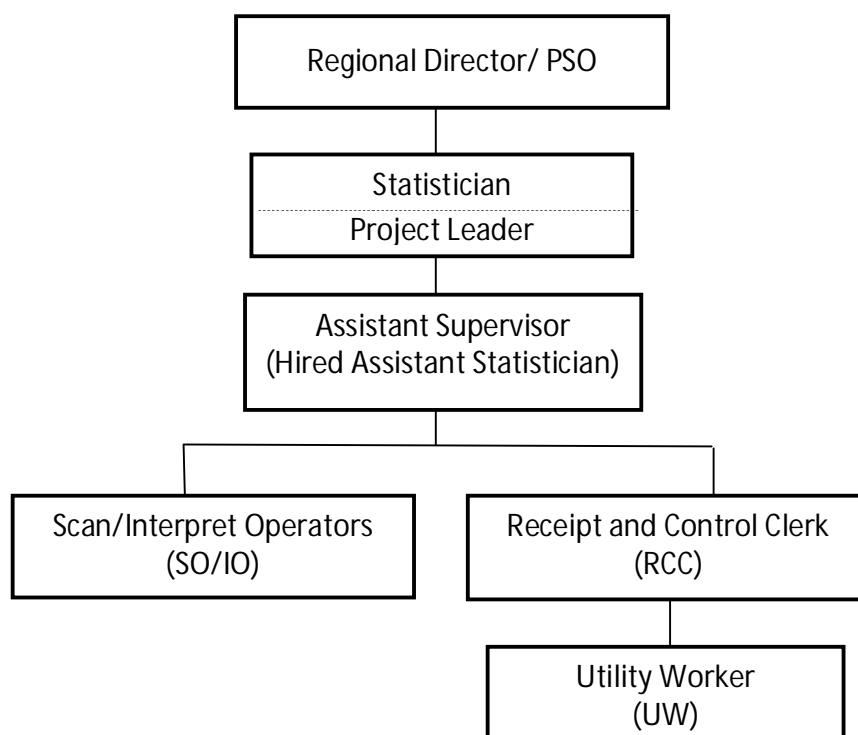 Regional Director/ PSO
Statistician
Project Leader
Assistant Supervisor
(Hired Assistant Statistician)
Scan/Interpret Operators
(SO/IO)
Receipt and Control Clerk
(RCC)
Utility Worker
(UW)